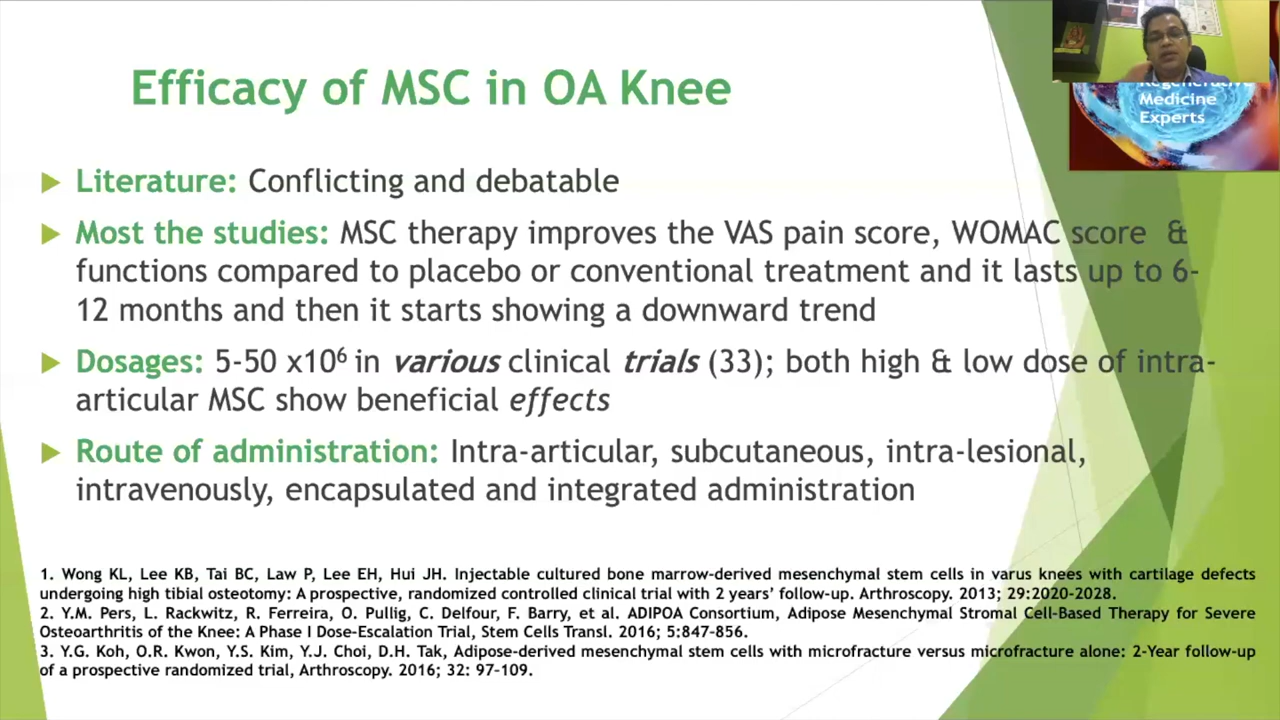 Efficacy of MSC in OA Knee
Regenerative
Medicine
Experts
Literature: Conflicting and debatable
Most the studies: MSC therapy improves the VAS pain score, WOMAC score & 
functions compared to placebo or conventional treatment and it lasts up to 6-
12 months and then it starts showing a downward trend
Dosages: 5-50 x10⁶ in various clinical trials (33); both high & low dose of intra-
articular MSC show beneficial effects
Route of administration: Intra-articular, subcutaneous, intra-lesional,
intravenously, encapsulated and integrated administration
1. Wong KL, Lee KB, Tai BC, Law P, Lee EH, Hui JH. Injectable cultured bone marrow-derived mesenchymal stem cells in varus knees with cartilage defects
undergoing high tibial osteotomy: A prospective, randomized controlled clinical trial with 2 years’ follow-up. Arthroscopy. 2013; 29:2020-2028.
2. Y.M. Pers, L. Rackwitz, R. Ferreira, O. Pullig, C. Delfour, F. Barry, et al. ADIPOA Consortium, Adipose Mesenchymal Stromal Cell-Based Therapy for Severe
Osteoarthritis of the Knee: A Phase I Dose-Escalation Trial, Stem Cells Transl. 2016; 5:847–856.
3. Y.G. Koh, O.R. Kwon, Y.S. Kim, Y.J. Choi, D.H. Tak, Adipose-derived mesenchymal stem cells with microfracture versus microfracture alone: 2-Year follow-up
of a prospective randomized trial, Arthroscopy. 2016; 32: 97–109.